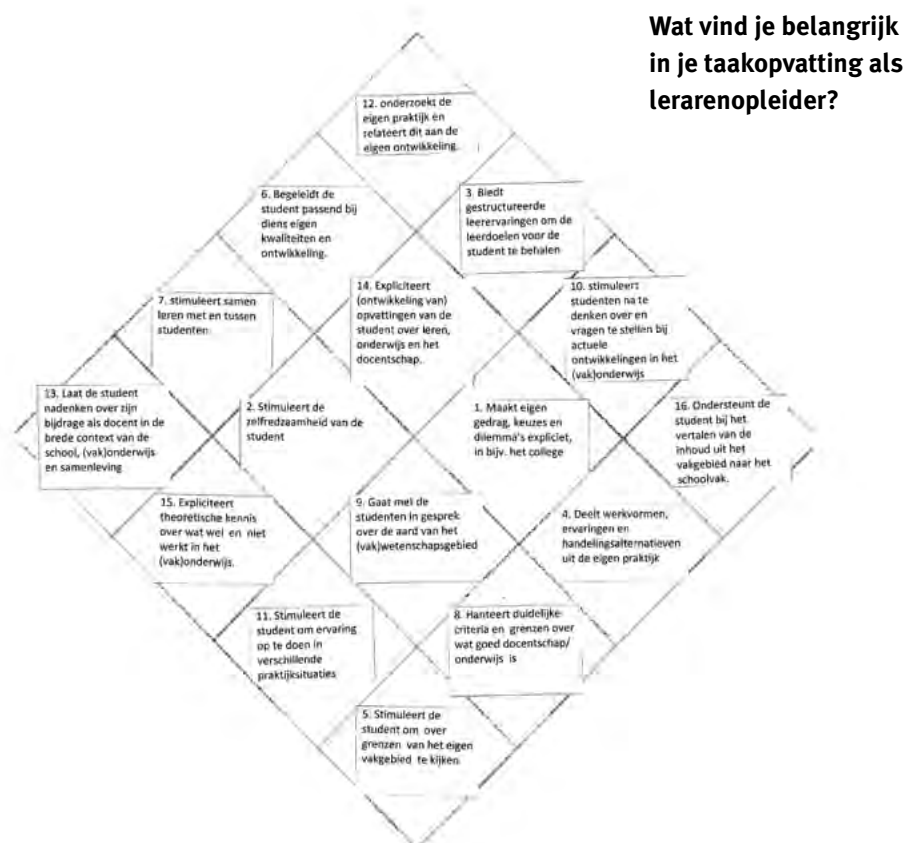 Wat vind je belangrijk
in je taakopvatting als
lerarenopleider?
12. onderzoekt de
eigen praktijk en
relateert dit aan de
eigen ontwikkeling.
6. Begeleidt de
student passend bij
diens eigen
kwaliteiten en
ontwikkeling.
3. Biedt
gestructureerde
leerervaringen om de
leerdoelen voor de
student te behalen
7. stimuleert samen
leren met en tussen
studenten
14. Expliciteert
(ontwikkeling van)
opvattingen van de
student over leren,
onderwijs en het
docentschap.
10. stimuleert
studenten na te
denken over en
vragen te stellen bij
actuele
ontwikkelingen in het
(vak)onderwijs
13. Laat de student
nadenken over zijn
bijdrage als docent in de
brede context van de
school, (vak)onderwijs
en samenleving
2. Stimuleert de
zelfredzaamheid van de
student
1. Maakt eigen
gedrag, keuzes en
dilemma's expliciet,
in bijv. het college
16. Ondersteunt de
student bij het
vertalen van de
inhoud uit het
vakgebied naar het
schoolvak.
15. Expliciteert
theoretische kennis
over wat wel en niet
werkt in het
(vak)onderwijs.
9. Gaat met de
studenten in gesprek
over de aard van het
(vak)wetenschapsgebied
4. Deelt werkvormen,
ervaringen en
handelingsalternatieven
uit de eigen praktijk
11. Stimuleert de
student om ervaring
op te doen in
verschillende
praktijksituaties
8. Hanteert duidelijke
criteria en grenzen over
wat goed docentschap/
onderwijs is
5. Stimuleert de
student om over
grenzen van het eigen
vakgebied te kijken.